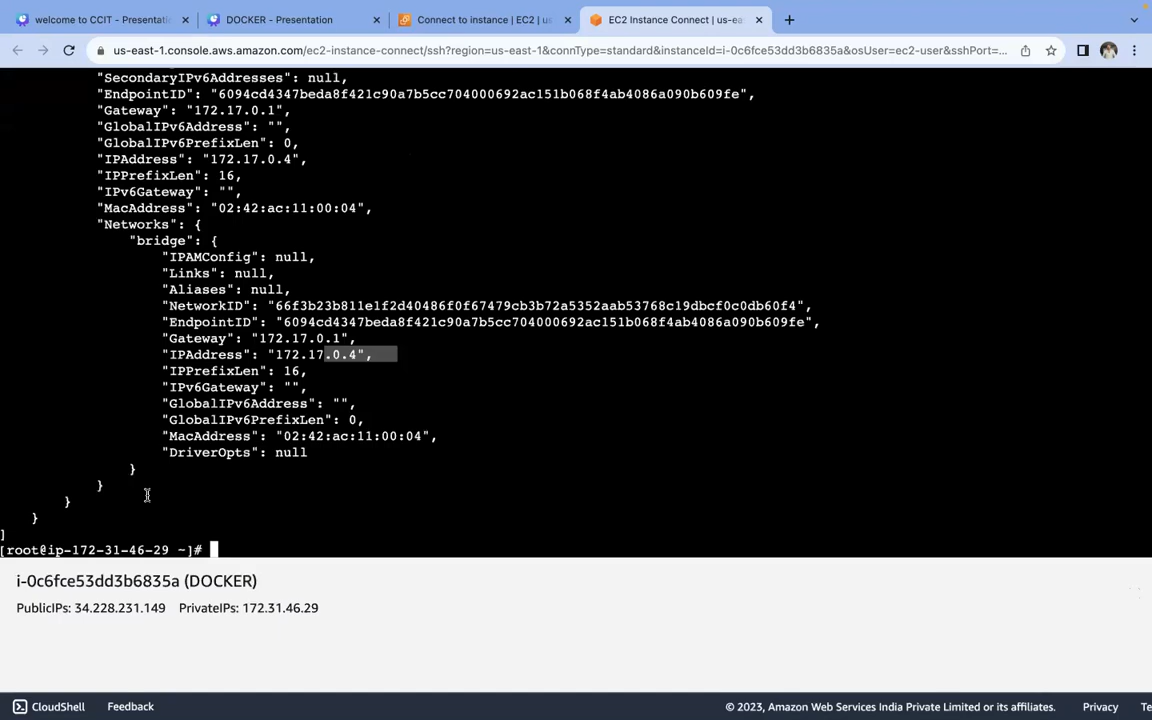 welcome to CCIT - Presentatio
DOCKER - Presentation
Connect to instance | EC2 | us
EC2 Instance Connect | us-ea
us-east-1.console.aws.amazon.com/ec2-instance-connect/ssh?region=us-east-1&connType=standard&instanceId=i-0c6fce53dd3b6835a&osUser=ec2-user&sshPort=...
"SecondaryIPv6Addresses": null,
"EndpointID": "6094cd4347beda8f421c90a7b5cc704000692ac151b068f4ab4086a090b609fe",
"Gateway": "172.17.0.1",
"GlobalIPv6Address": "",
"GlobalIPv6PrefixLen": 0,
"IPAddress": "172.17.0.4",
"IPPrefixLen": 16,
"IPv6Gateway": "",
"MacAddress": "02:42:ac:11:00:04",
"Networks": {
"bridge": {
"IPAMConfig": null,
"Links": null,
"Aliases": null,
"NetworkID": "66f3b23b811e1f2d40486f0f67479cb3b72a5352aab53768c19dbcf0c0db60f4",
"EndpointID": "6094cd4347beda8f421c90a7b5cc704000692ac151b068f4ab4086a090b609fe",
"Gateway": "172.17.0.1",
"IPAddress": "172.17.0.4",
"IPPrefixLen": 16,
"IPv6Gateway": "",
"GlobalIPv6Address": "",
"GlobalIPv6PrefixLen": 0,
"MacAddress": "02:42:ac:11:00:04",
"DriverOpts": null
}
}
}
}
]
[root@ip-172-31-46-29 ~]#
i-0c6fce53dd3b6835a (DOCKER)
PublicIPs: 34.228.231.149 PrivateIPs: 172.31.46.29
CloudShell Feedback © 2023, Amazon Web Services India Private Limited or its affiliates. Privacy Te